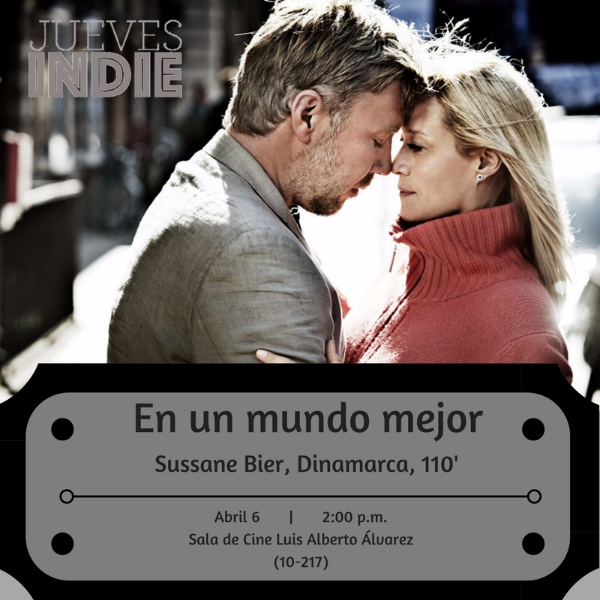 JUEVES
INDIE
En un mundo mejor
Sussane Bier, Dinamarca, 110'
Abril 6 | 2:00 p.m.
Sala de Cine Luis Alberto Álvarez
(10-217)